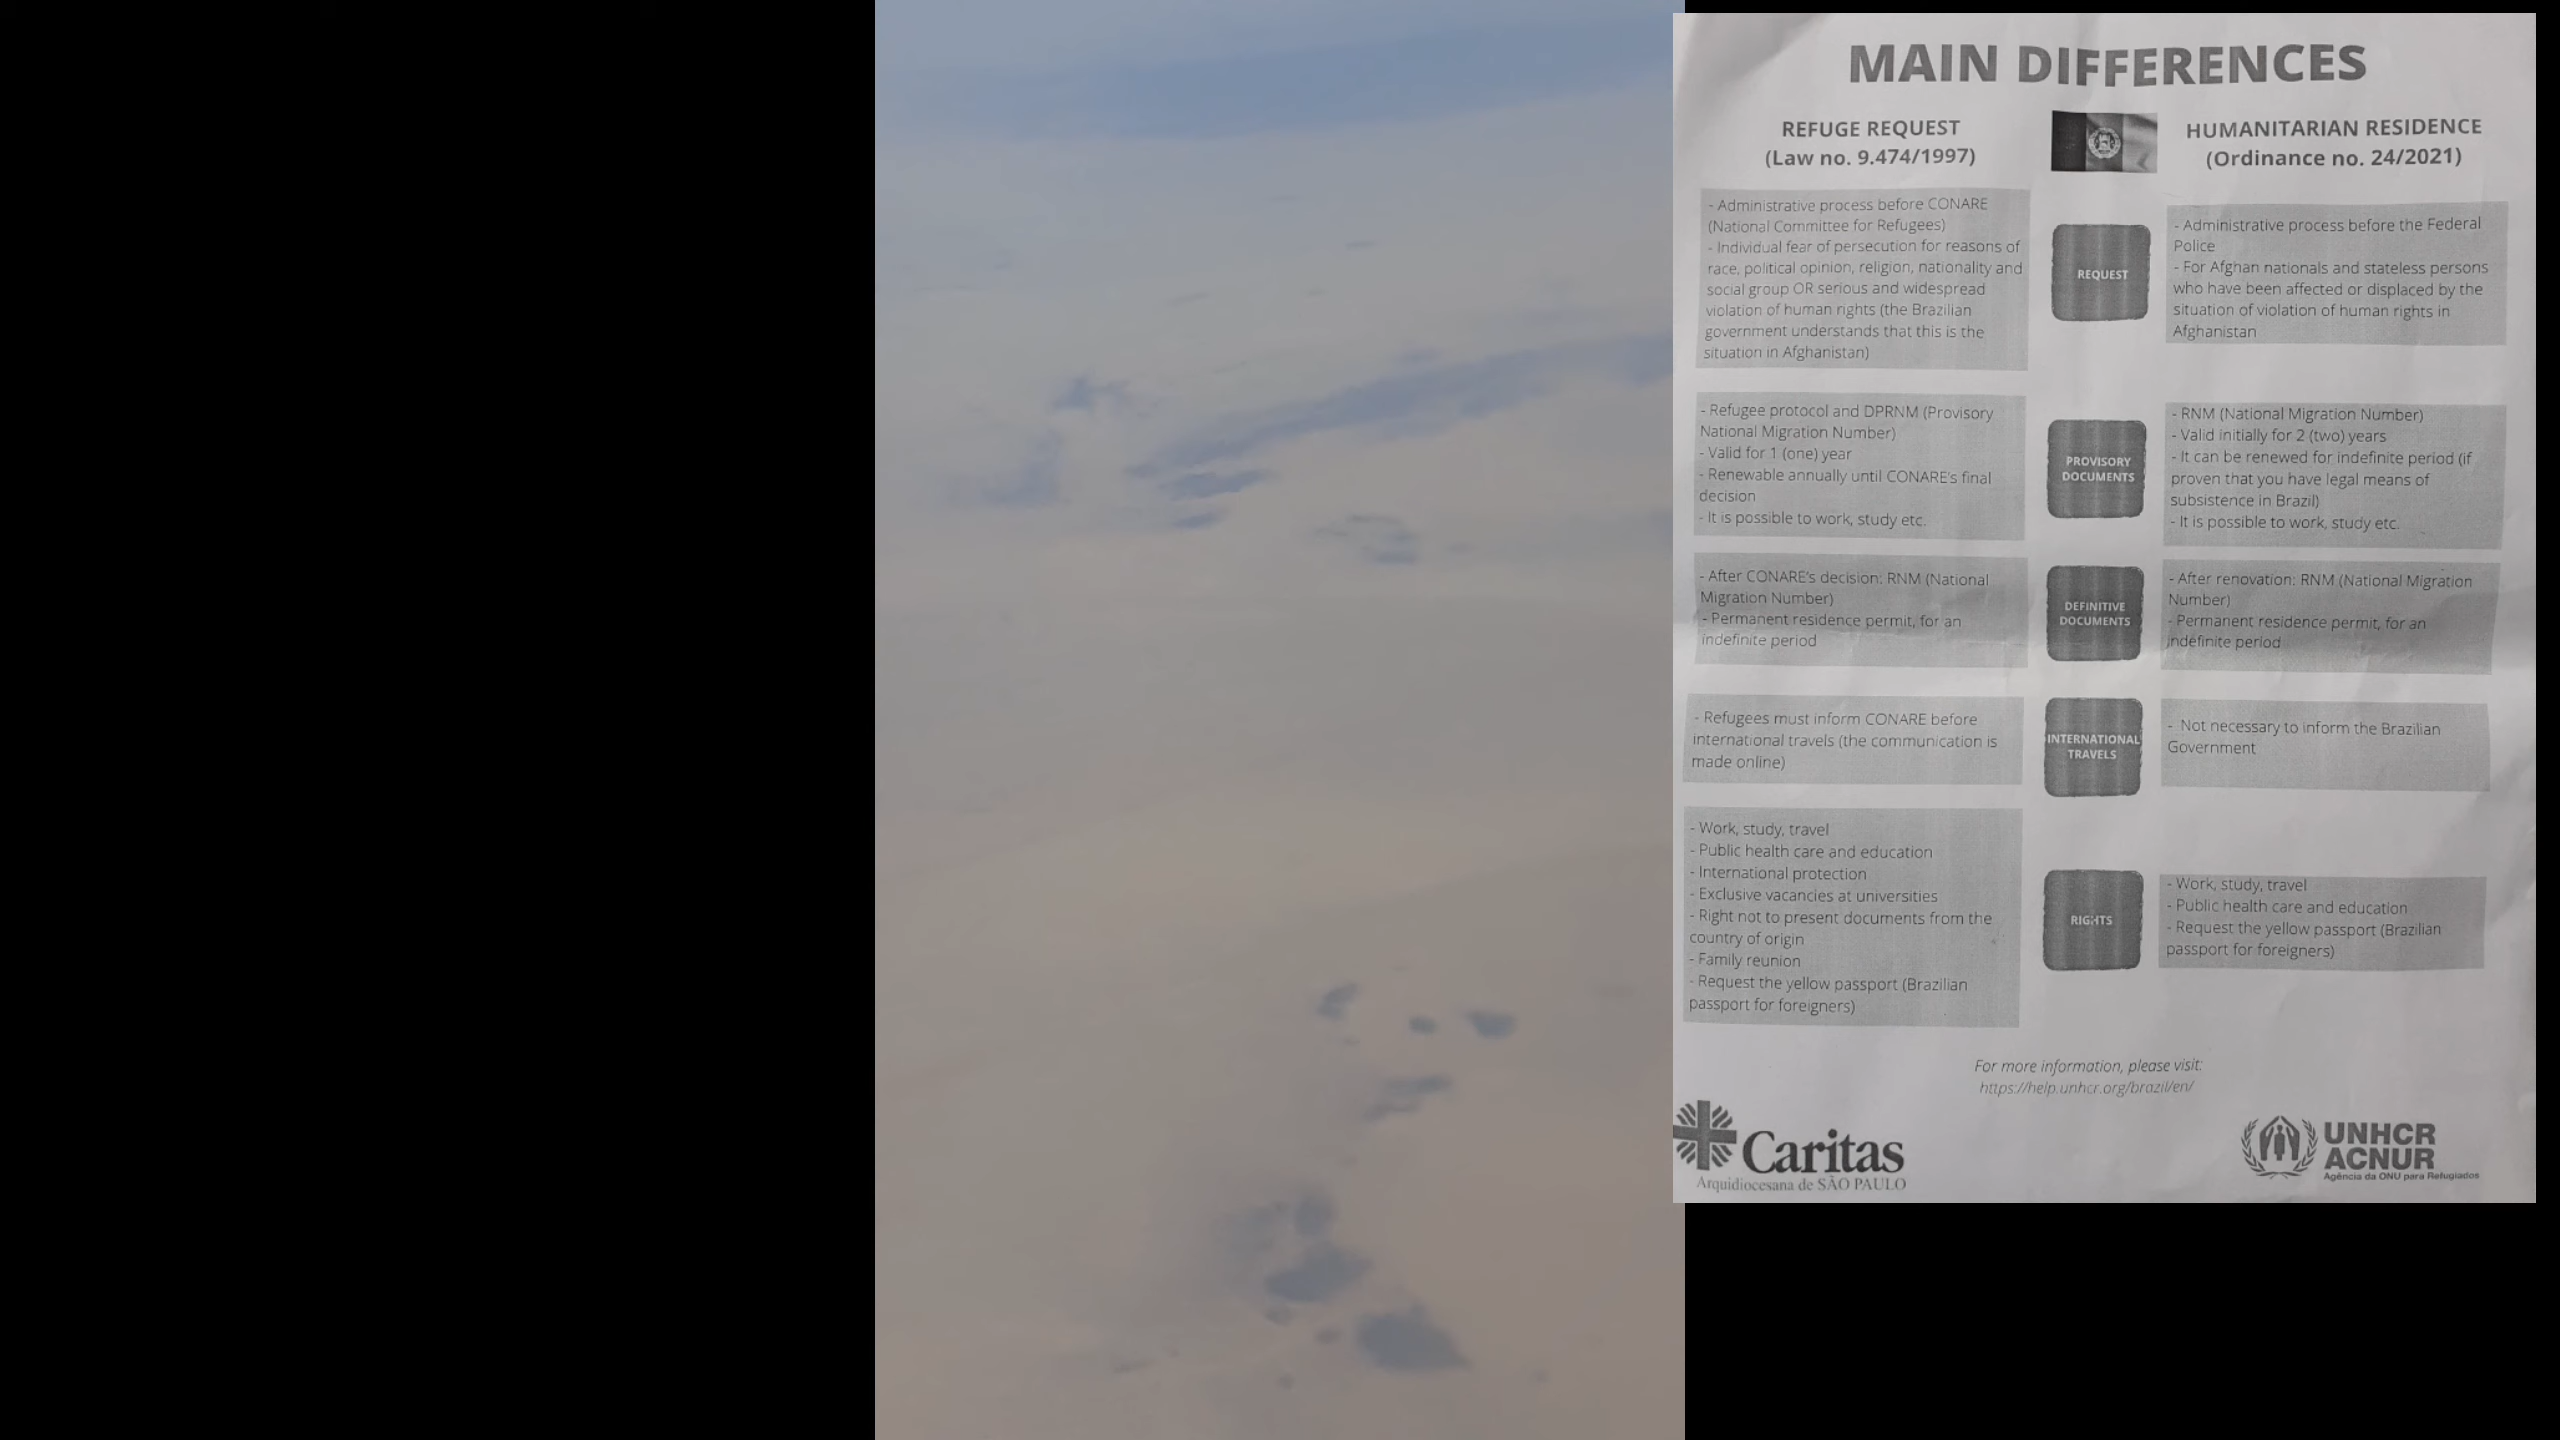 MAIN DIFFERENCES
REFUGE REQUEST
(Law no. 9.474/1997)
HUMANITARIAN RESIDENCE
(Ordinance no. 24/2021)
- Administrative process before CONARE
(National Committee for Refugees)
- Individual fear of persecution for reasons of
race, political opinion, religion, nationality and
social group OR serious and widespread
violation of human rights (the Brazilian
government understands that this is the
situation in Afghanistan)
REQUEST
- Administrative process before the Federal
Police
- For Afghan nationals and stateless persons
who have been affected or displaced by the
situation of violation of human rights in
Afghanistan
- Refugee protocol and DPRNM (Provisory
National Migration Number)
- Valid for 1 (one) year
- Renewable annually until CONARE's final
decision
- It is possible to work, study etc.
PROVISORY
DOCUMENTS
- RNM (National Migration Number)
- Valid initially for 2 (two) years
- It can be renewed for indefinite period (if
proven that you have legal means of
subsistence in Brazil)
- It is possible to work, study etc.
- After CONARE's decision: RNM (National
Migration Number)
- Permanent residence permit, for an
indefinite period
DEFINITIVE
DOCUMENTS
- After renovation: RNM (National Migration
Number)
- Permanent residence permit, for an
indefinite period
- Refugees must inform CONARE before
international travels (the communication is
made online)
INTERNATIONAL
TRAVELS
- Not necessary to inform the Brazilian
Government
- Work, study, travel
- Public health care and education
- International protection
- Exclusive vacancies at universities
- Right not to present documents from the
country of origin
- Family reunion
- Request the yellow passport (Brazilian
passport for foreigners)
RIGHTS
- Work, study, travel
- Public health care and education
- Request the yellow passport (Brazilian
passport for foreigners)
For more information, please visit:
https://help.unhcr.org/brazil/en/
Caritas
Arquidiocesana de SÃO PAULO
UNHCR
ACNUR
Agência da ONU para Refugiados